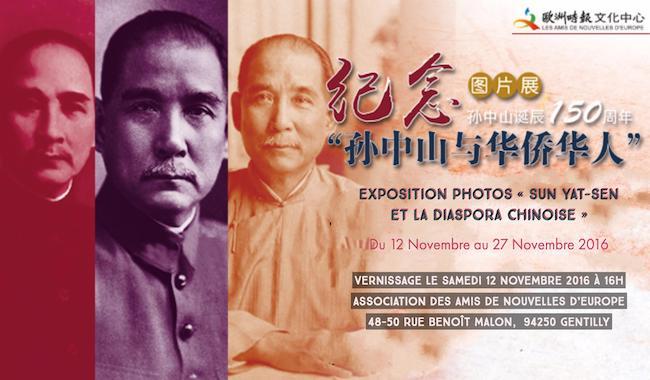 歐洲時報文化中心
LES AMIS DE NOUVELLES D'EUROPE
纪念 图片展
孙中山诞辰150周年
“孙中山与华侨华人”
EXPOSITION PHOTOS « SUN YAT-SEN
ET LA DIASPORA CHINOISE »
Du 12 Novembre au 27 Novembre 2016
VERNISSAGE LE SAMEDI 12 NOVEMBRE 2016 À 16H
ASSOCIATION DES AMIS DE NOUVELLES D'EUROPE
48-50 RUE BENOÎT MALON, 94250 GENTILLY